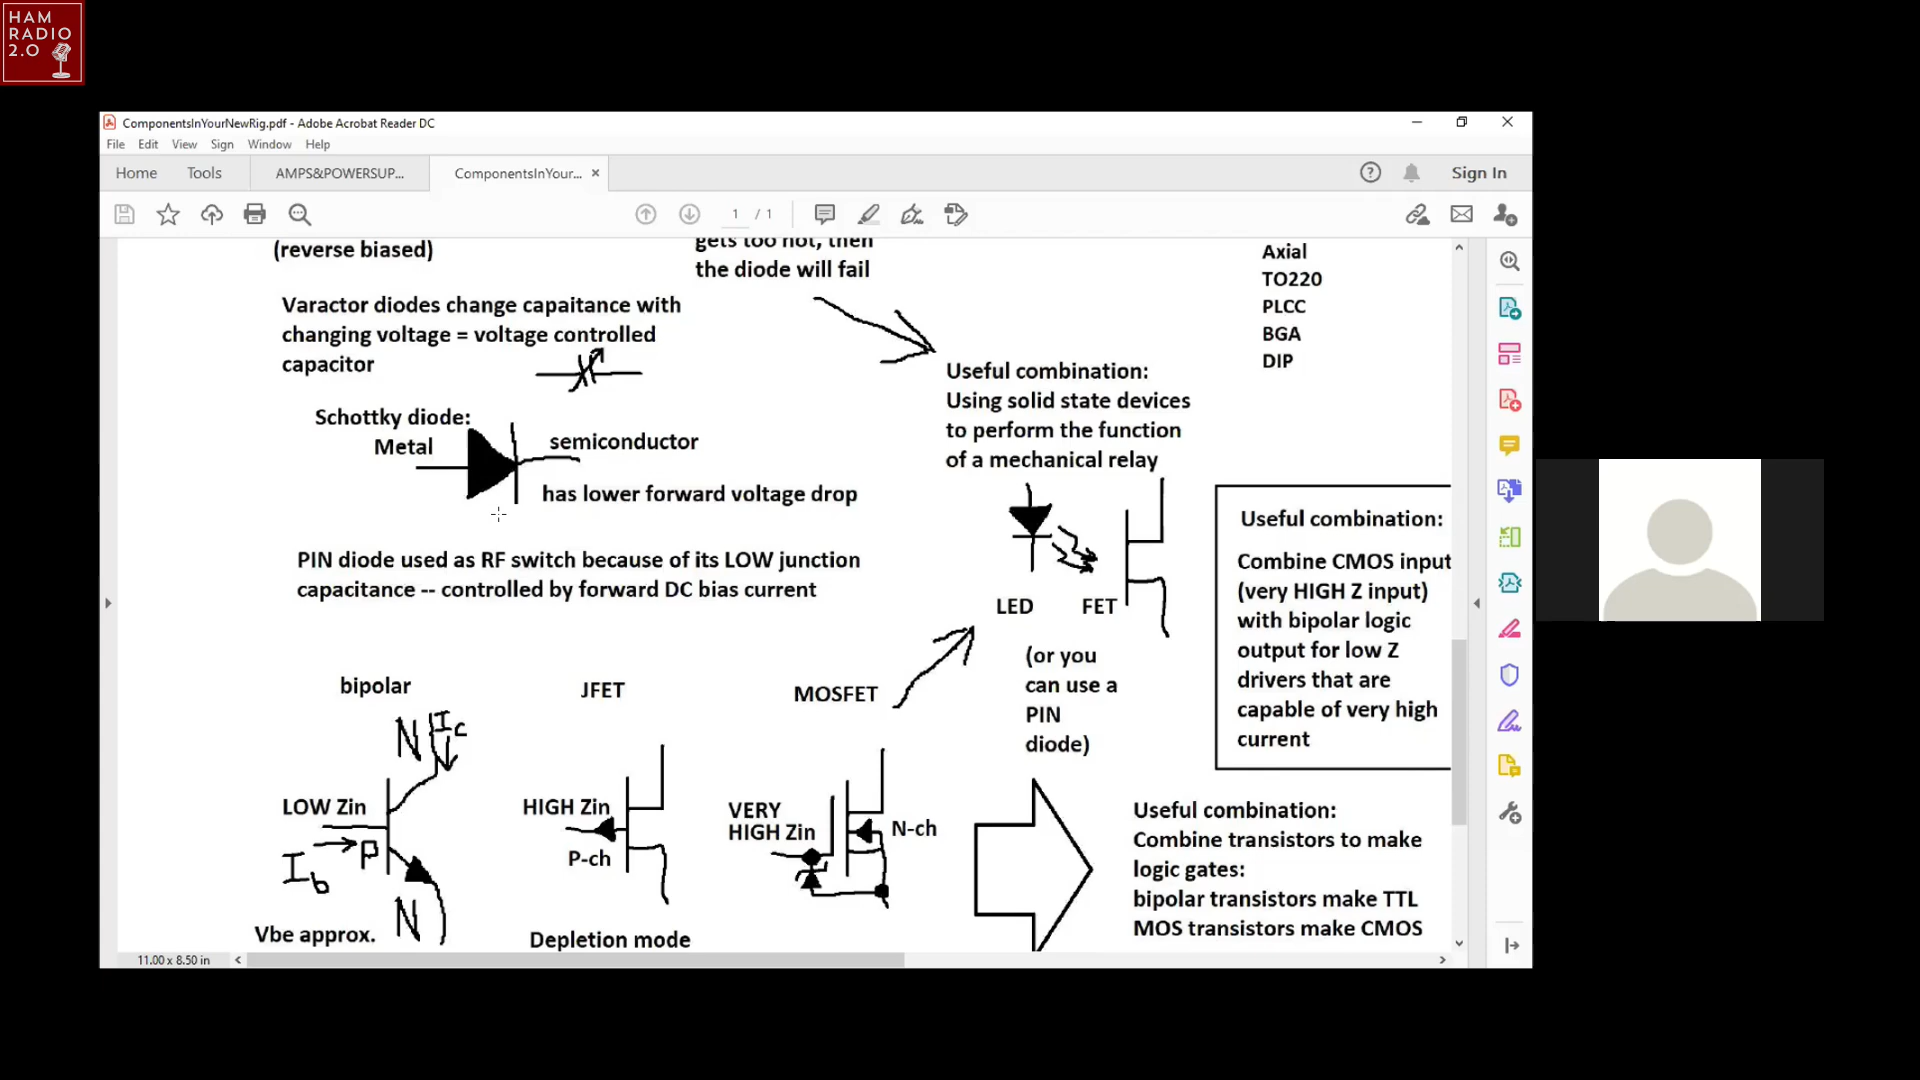 HAM
RADIO
2.0
ComponentsInYourNewRig.pdf - Adobe Acrobat Reader DC
File Edit View Sign Window Help
Home Tools AMPS&POWERSUP... ComponentsInYour... × Sign In
1 / 1
(reverse biased)
gets too hot, then
the diode will fail
Varactor diodes change capaitance with
changing voltage = voltage controlled
capacitor
Schottky diode:
Metal
semiconductor
has lower forward voltage drop
PIN diode used as RF switch because of its LOW junction
capacitance -- controlled by forward DC bias current
Useful combination:
Using solid state devices
to perform the function
of a mechanical relay
LED FET
(or you
can use a
PIN
diode)
Axial
TO220
PLCC
BGA
DIP
Useful combination:
Combine CMOS input
(very HIGH Z input)
with bipolar logic
output for low Z
drivers that are
capable of very high
current
bipolar
N Ic
LOW Zin
Ib P
N
Vbe approx.
JFET
HIGH Zin
P-ch
Depletion mode
MOSFET
VERY
HIGH Zin
N-ch
Useful combination:
Combine transistors to make
logic gates:
bipolar transistors make TTL
MOS transistors make CMOS
11.00 x 8.50 in